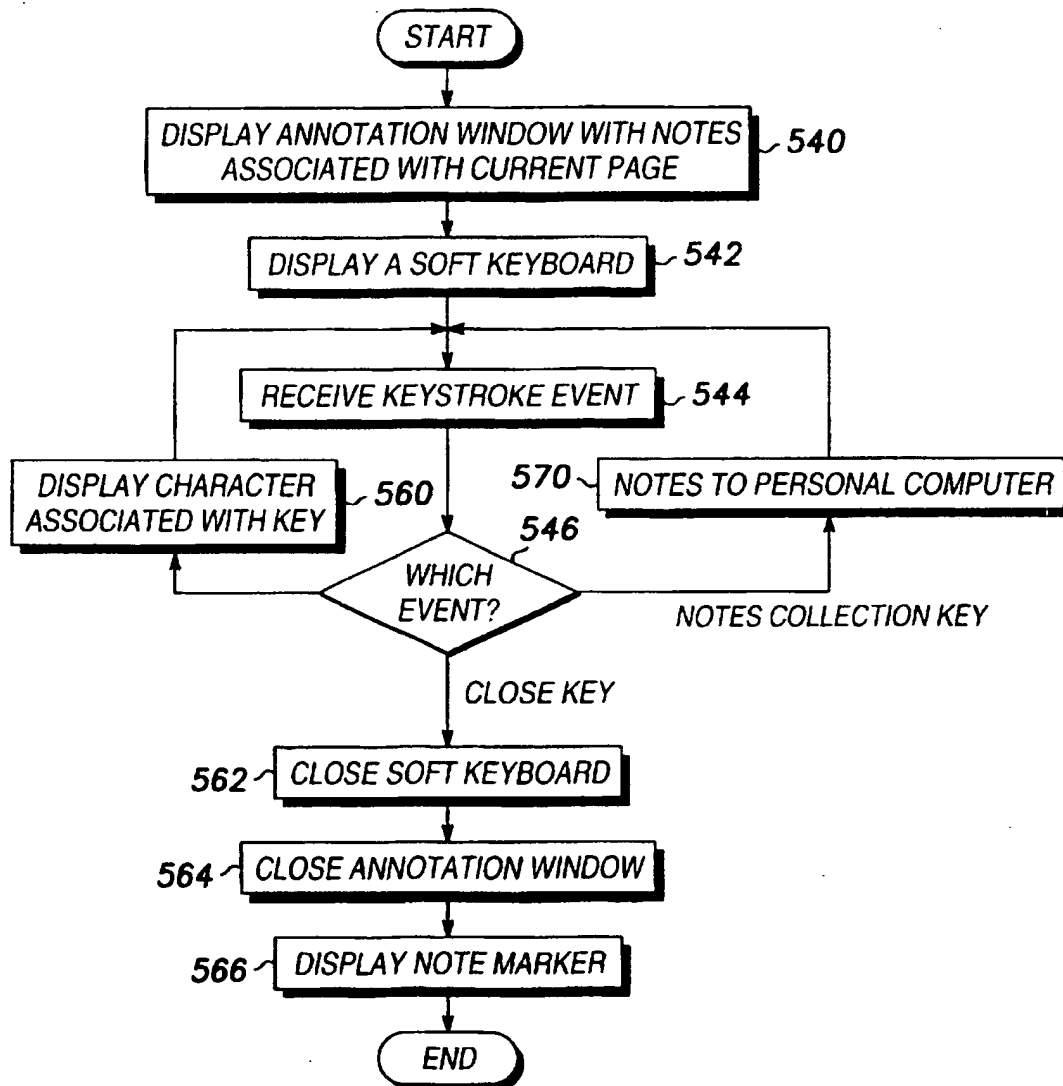 START
DISPLAY ANNOTATION WINDOW WITH NOTES
ASSOCIATED WITH CURRENT PAGE
540
DISPLAY A SOFT KEYBOARD
542
RECEIVE KEYSTROKE EVENT
544
DISPLAY CHARACTER
ASSOCIATED WITH KEY
560
570
NOTES TO PERSONAL COMPUTER
546
WHICH
EVENT?
NOTES COLLECTION KEY
CLOSE KEY
562
CLOSE SOFT KEYBOARD
564
CLOSE ANNOTATION WINDOW
566
DISPLAY NOTE MARKER
END